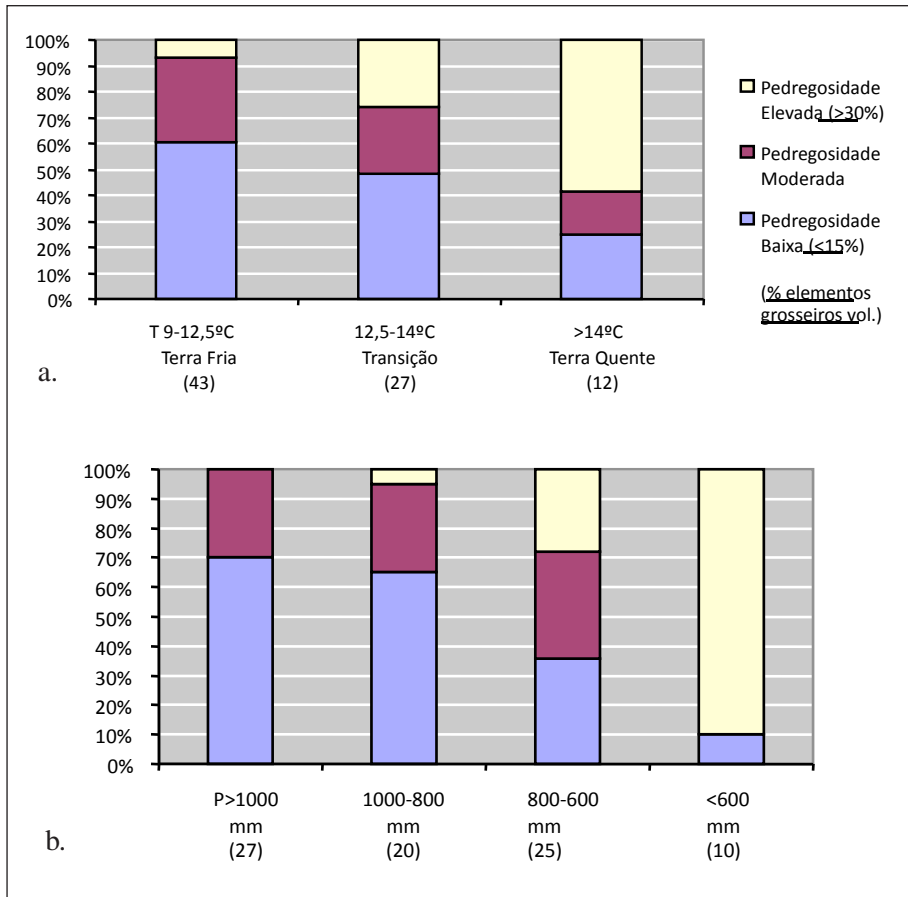 100%
90%
80%
70%
60%
50%
40%
30%
20%
10%
0%
T 9-12,5ºC
Terra Fria
(43)
12,5-14ºC
Transição
(27)
>14ºC
Terra Quente
(12)
Pedregosidade
Elevada (>30%)
Pedregosidade
Moderada
Pedregosidade
Baixa (<15%)
(% elementos
grosseiros vol.)
a.
100%
90%
80%
70%
60%
50%
40%
30%
20%
10%
0%
P>1000
mm
(27)
1000-800
mm
(20)
800-600
mm
(25)
<600
mm
(10)
b.